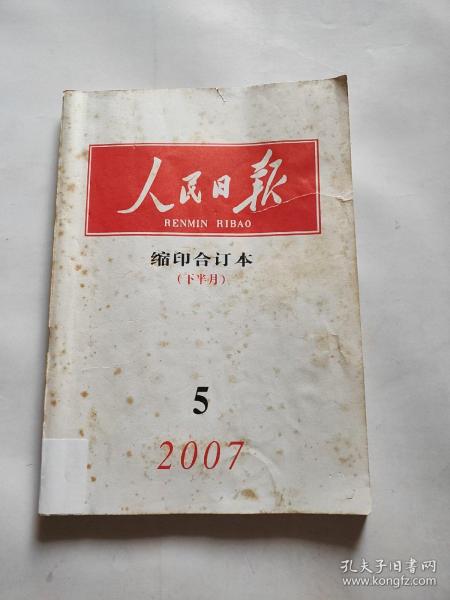 人民日报
RENMIN RIBAO
缩印合订本
(下半月)
5
2007
孔夫子旧书网
www.kongfz.com